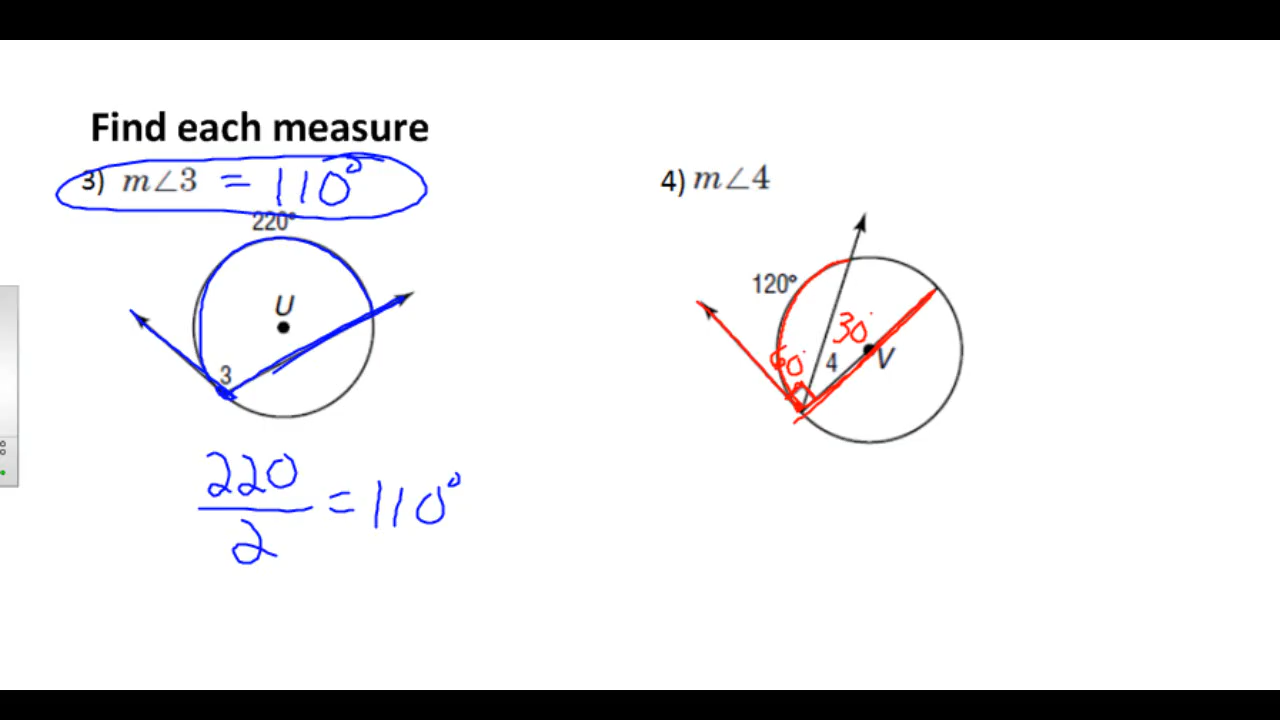 Find each measure
3) m∠3 = 110°
220°
U
3
220
2
= 110°
4) m∠4
120°
30°
60°
4
V